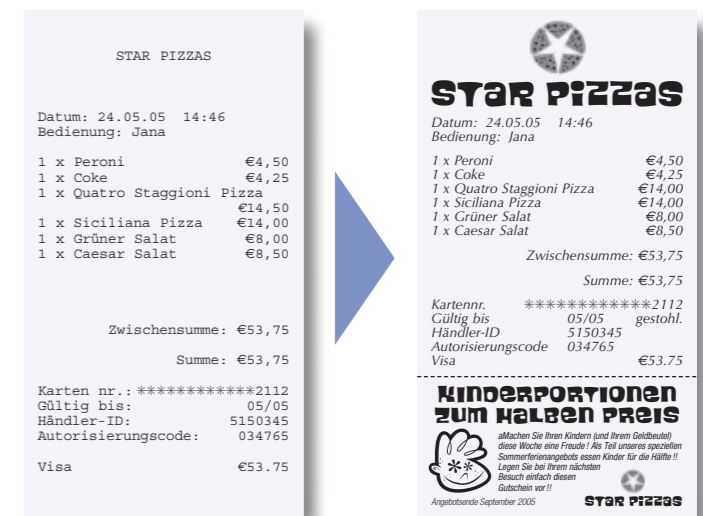 STAR PIZZAS
Datum: 24.05.05 14:46
Bedienung: Jana
1 x Peroni €4,50
1 x Coke €4,25
1 x Quatro Staggioni Pizza
€14,50
1 x Siciliana Pizza €14,00
1 x Grüner Salat €8,00
1 x Caesar Salat €8,50
Zwischensumme: €53,75
Summe: €53,75
Karten nr.: ************2112
Gültig bis: 05/05
Händler-ID: 5150345
Autorisierungscode: 034765
Visa €53.75
STAR PIZZAS
Datum: 24.05.05 14:46
Bedienung: Jana
1 x Peroni €4,50
1 x Coke €4,25
1 x Quatro Staggioni Pizza €14,00
1 x Siciliana Pizza €14,00
1 x Grüner Salat €8,00
1 x Caesar Salat €8,50
Zwischensumme: €53,75
Summe: €53,75
Kartennr. ************2112
Gültig bis 05/05 gestohl.
Händler-ID 5150345
Autorisierungscode 034765
Visa €53.75
KINDERPORTIONEN
ZUM HALBEN PREIS
aMachen Sie Ihren Kindern (und Ihrem Geldbeutel)
diese Woche eine Freude! Als Teil unseres speziellen
Sommerferienangebots essen Kinder für die Hälfte !!
Legen Sie bei Ihrem nächsten
Besuch einfach diesen
Gutschein vor !!
Angebotsende September 2005
STAR PIZZAS